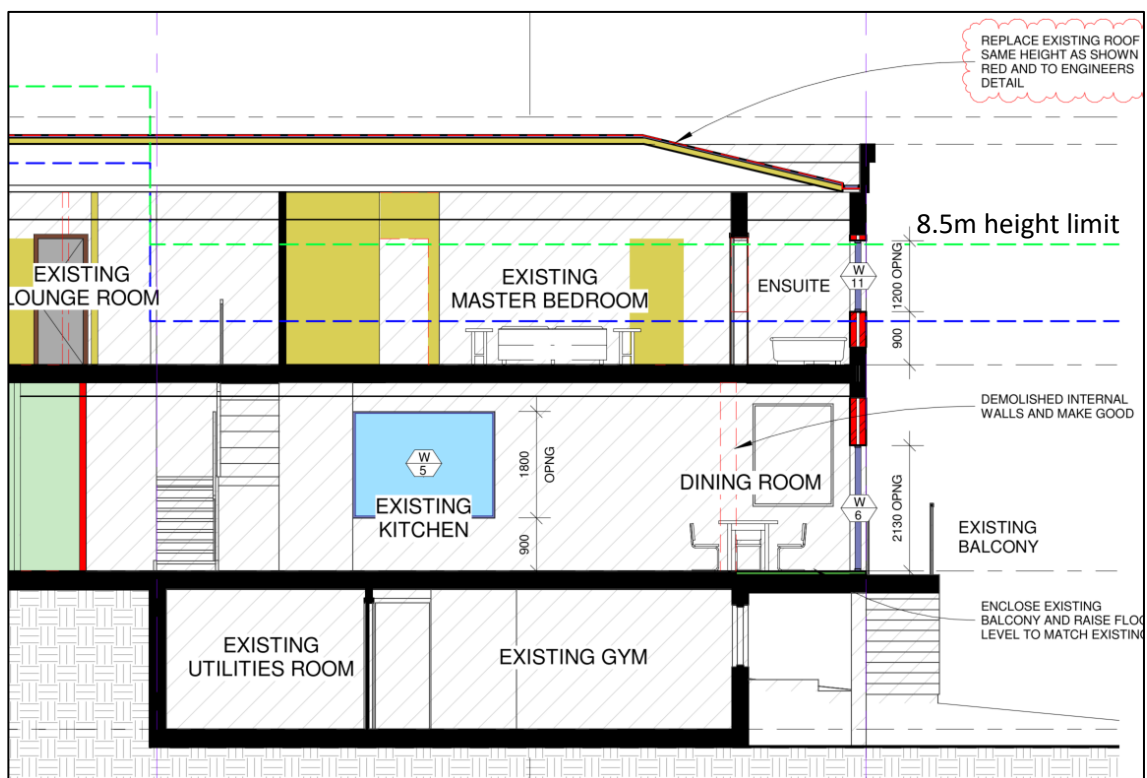 REPLACE EXISTING ROOF
SAME HEIGHT AS SHOWN
RED AND TO ENGINEERS
DETAIL
8.5m height limit
EXISTING
LOUNGE ROOM
EXISTING
MASTER BEDROOM
ENSUITE
W
11
1200 OPNG
900
DEMOLISHED INTERNAL
WALLS AND MAKE GOOD
W
5
1800
OPNG
EXISTING
KITCHEN
900
DINING ROOM
W
6
2130 OPNG
EXISTING
BALCONY
ENCLOSE EXISTING
BALCONY AND RAISE FLOO
LEVEL TO MATCH EXISTING
EXISTING
UTILITIES ROOM
EXISTING GYM